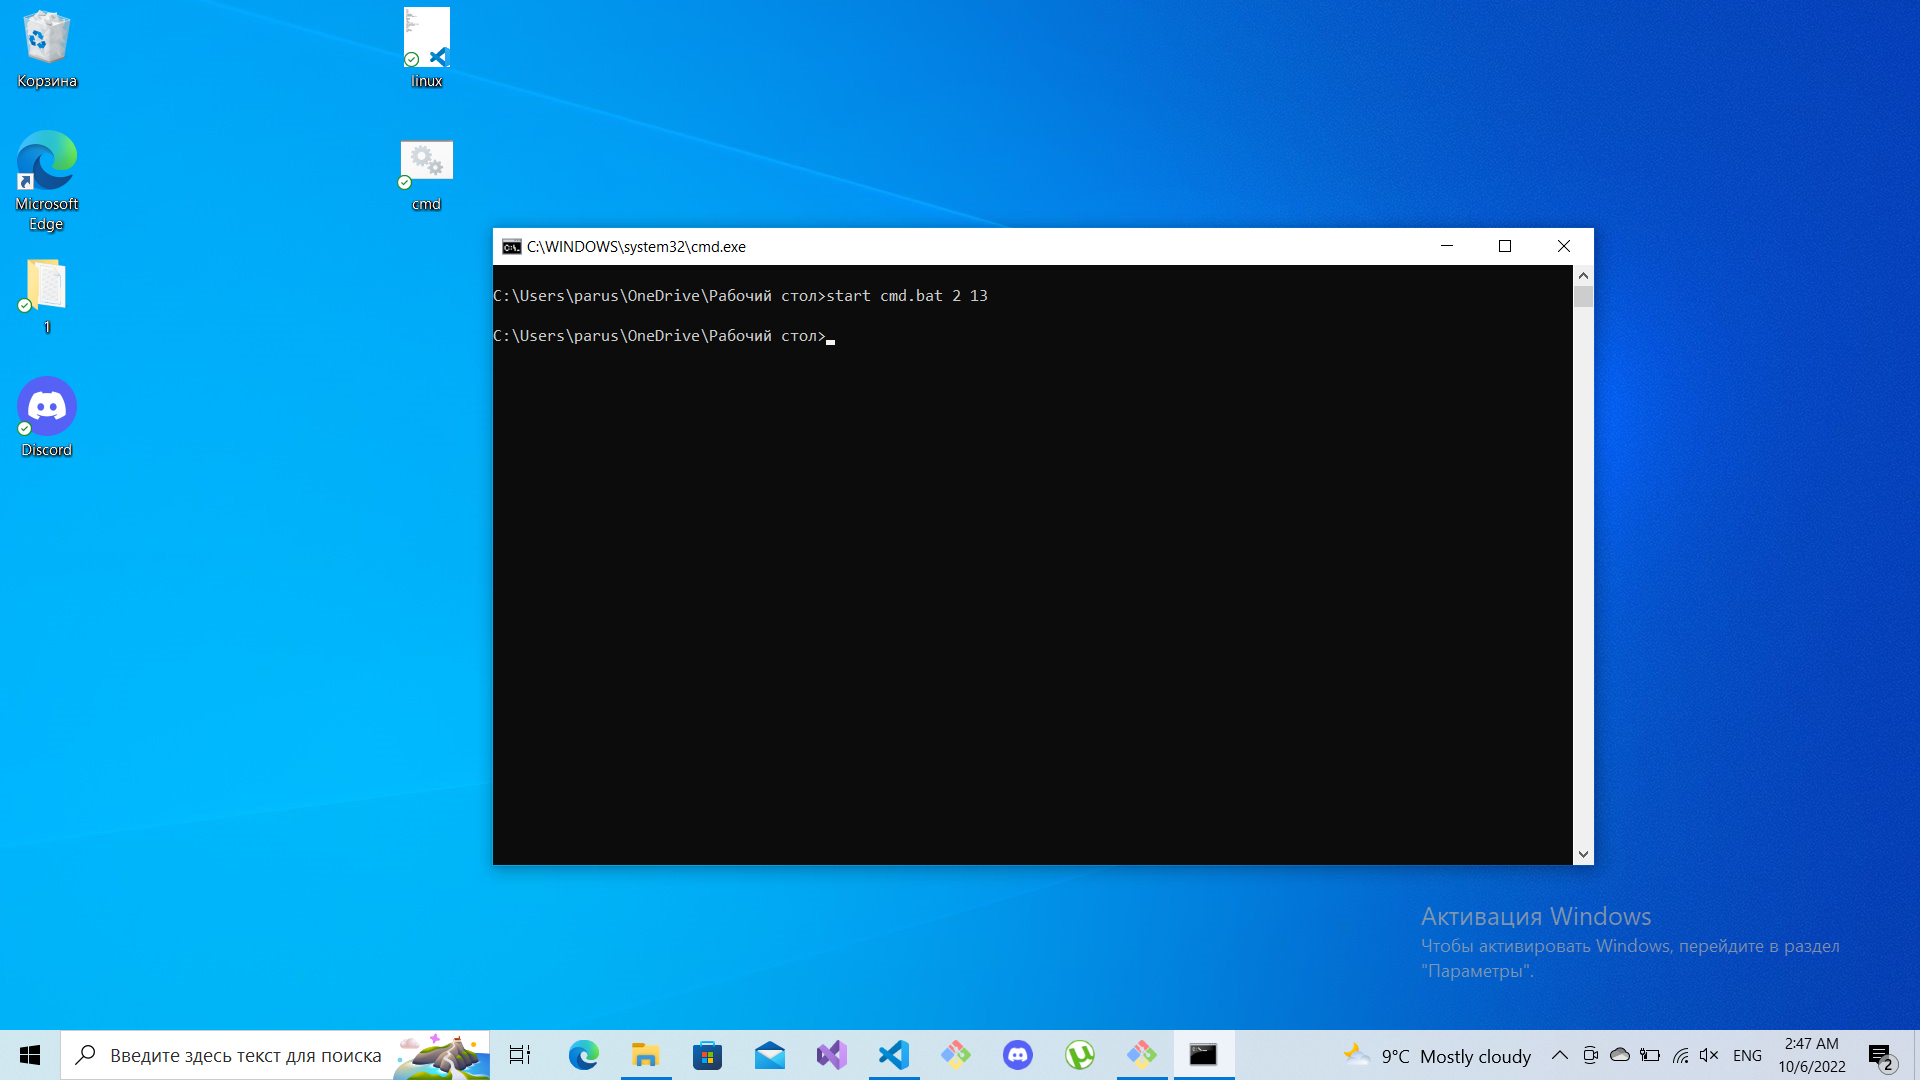 Корзина
linux
Microsoft
Edge
cmd
1
Discord
C:\WINDOWS\system32\cmd.exe
C:\Users\parus\OneDrive\Рабочий стол>start cmd.bat 2 13
C:\Users\parus\OneDrive\Рабочий стол>
Активация Windows
Чтобы активировать Windows, перейдите в раздел
"Параметры".
Введите здесь текст для поиска
9°C Mostly cloudy
ENG
2:47 AM
10/6/2022
2